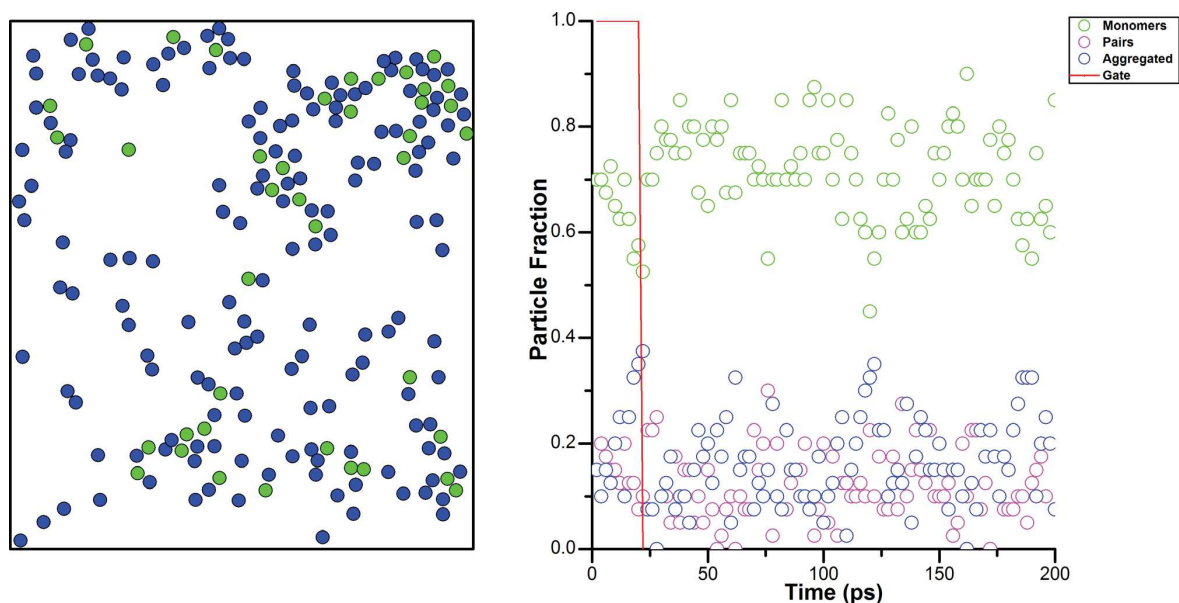 1.0
0.8
0.6
0.4
0.2
0.0
Particle Fraction
0 50 100 150 200
Time (ps)
Monomers
Pairs
Aggregated
Gate